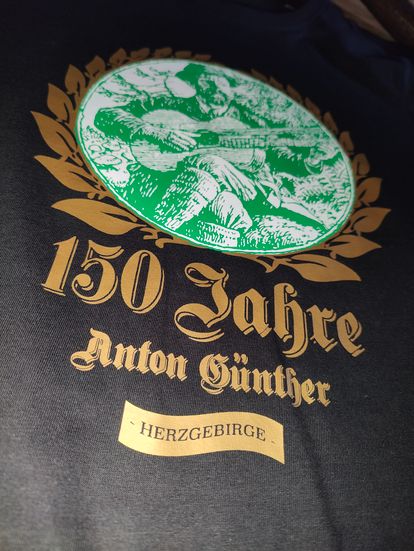 150 Jahre
Anton Günther
- HERZGEBIRGE -